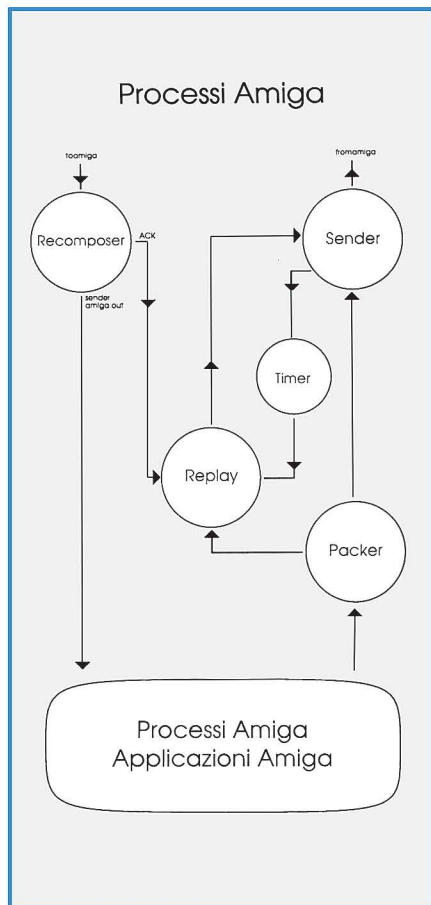 Processi Amiga
toamiga
fromamiga
Recomposer
ACK
Sender
sender
amiga out
Timer
Replay
Packer
Processi Amiga
Applicazioni Amiga